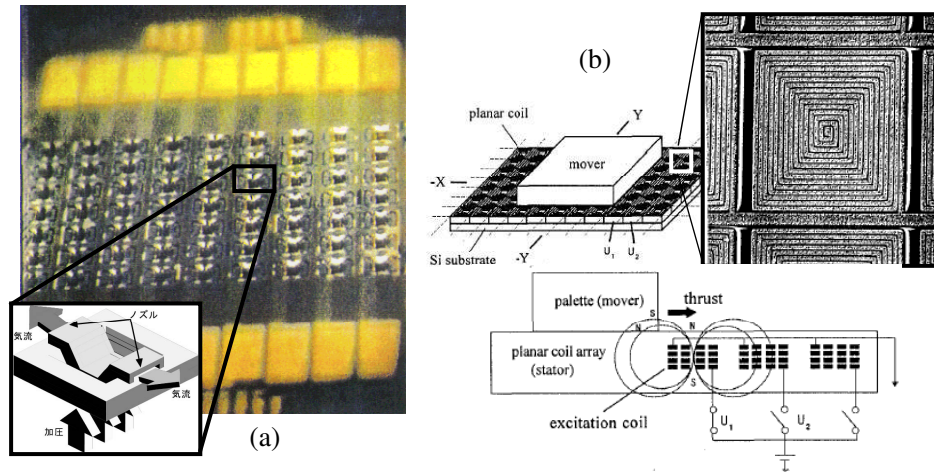 (a)
ノズル
気流
気流
加圧
(b)
planar coil
Y
mover
-X
-Y
U₁ U₂
Si substrate
palette (mover)
thrust
S
N
N
planar coil array
(stator)
S
excitation coil
U₁
U₂